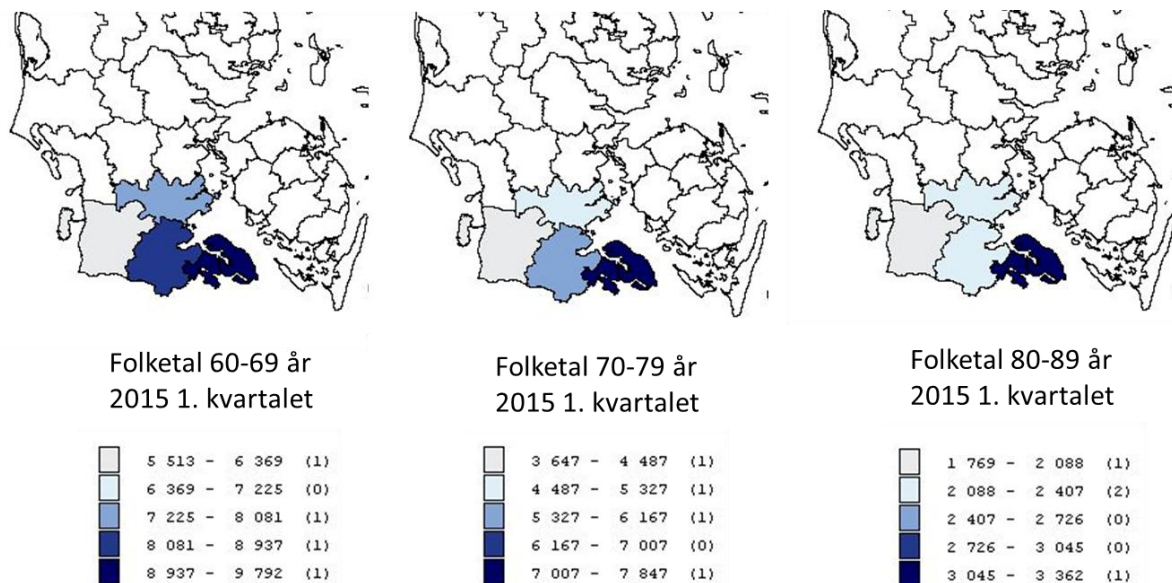 Folketal 60-69 år
2015 1. kvartalet
5 513 - 6 369 (1)
6 369 - 7 225 (0)
7 225 - 8 081 (1)
8 081 - 8 937 (1)
8 937 - 9 792 (1)
Folketal 70-79 år
2015 1. kvartalet
3 647 - 4 487 (1)
4 487 - 5 327 (1)
5 327 - 6 167 (1)
6 167 - 7 007 (0)
7 007 - 7 847 (1)
Folketal 80-89 år
2015 1. kvartalet
1 769 - 2 088 (1)
2 088 - 2 407 (2)
2 407 - 2 726 (0)
2 726 - 3 045 (0)
3 045 - 3 362 (1)